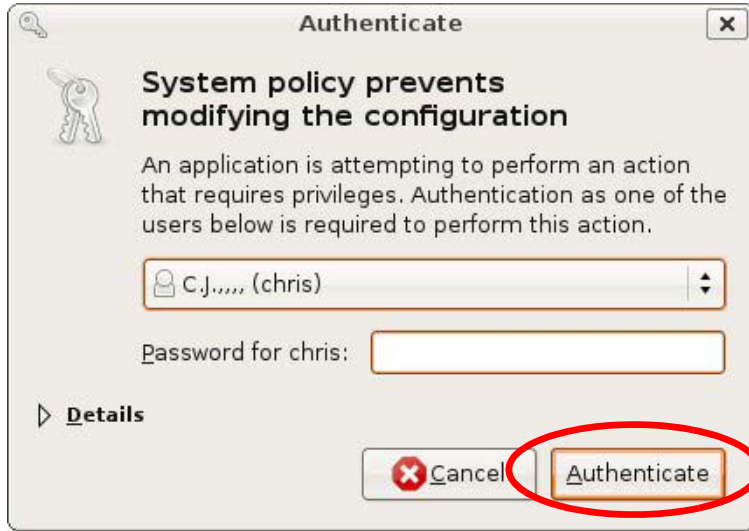 Authenticate
System policy prevents
modifying the configuration
An application is attempting to perform an action
that requires privileges. Authentication as one of the
users below is required to perform this action.
C.J.,,,, (chris)
Password for chris:
Details
Cancel Authenticate